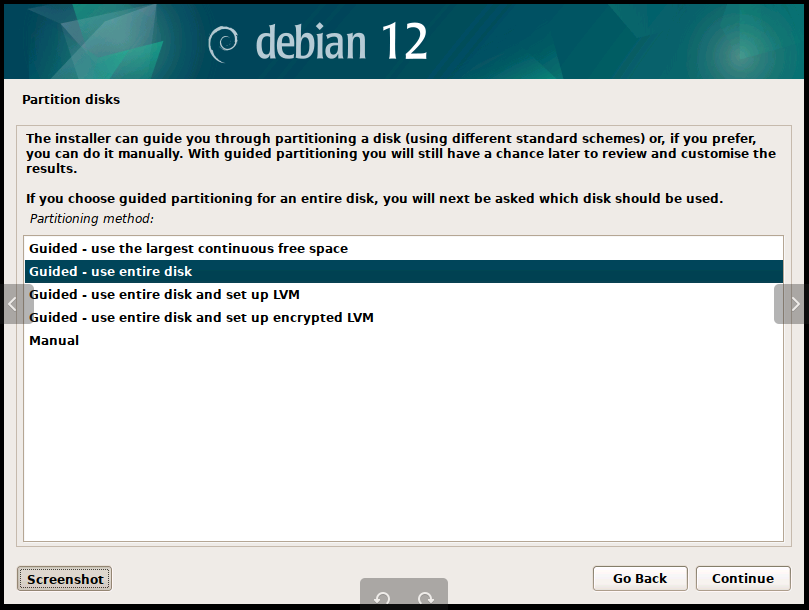 debian 12
Partition disks
The installer can guide you through partitioning a disk (using different standard schemes) or, if you prefer,
you can do it manually. With guided partitioning you will still have a chance later to review and customise the
results.
If you choose guided partitioning for an entire disk, you will next be asked which disk should be used.
Partitioning method:
Guided - use the largest continuous free space
Guided - use entire disk
Guided - use entire disk and set up LVM
Guided - use entire disk and set up encrypted LVM
Manual
Screenshot
Go Back
Continue